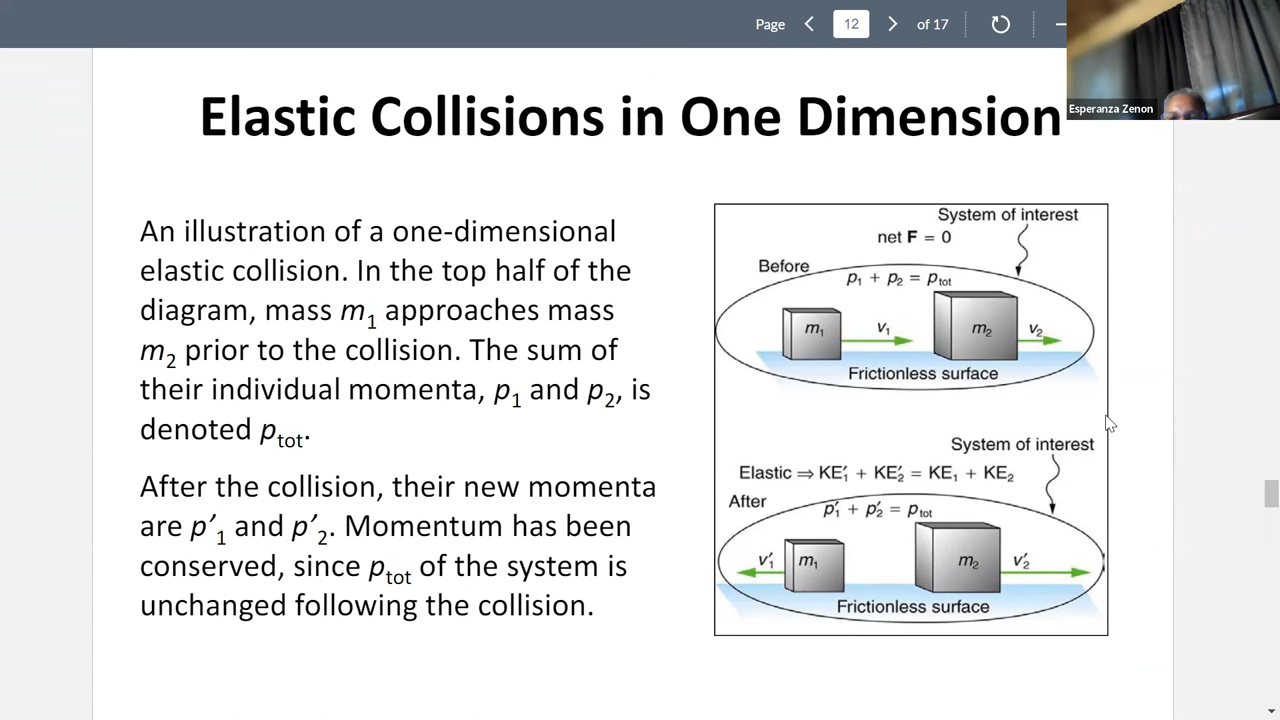 Page 12 of 17
Esperanza Zenon
Elastic Collisions in One Dimension
An illustration of a one-dimensional
elastic collision. In the top half of the
diagram, mass m₁ approaches mass
m₂ prior to the collision. The sum of
their individual momenta, p₁ and p₂, is
denoted pₜₒₜ.
After the collision, their new momenta
are p′₁ and p′₂. Momentum has been
conserved, since pₜₒₜ of the system is
unchanged following the collision.
System of interest
net F = 0
Before
p₁ + p₂ = pₜₒₜ
m₁ v₁ m₂ v₂
Frictionless surface
System of interest
Elastic ⇒ KE′₁ + KE′₂ = KE₁ + KE₂
After
p′₁ + p′₂ = pₜₒₜ
v′₁ m₁ m₂ v′₂
Frictionless surface